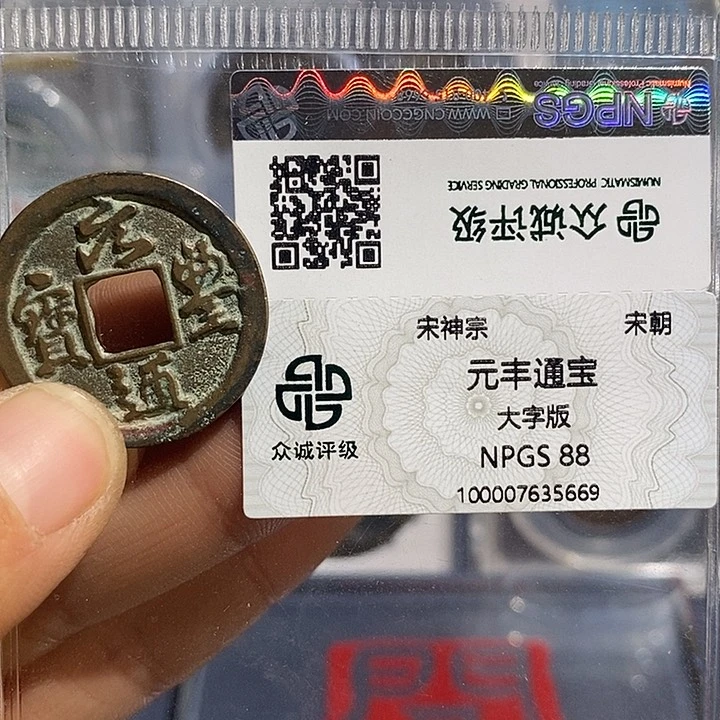 元豐通寶
NPGS
WWW.CNGCCOIN.COM
众诚评级
NUMISMATIC PROFESSIONAL GRADING SERVICE
宋神宗 宋朝
元丰通宝
大字版
NPGS 88
100007635669
众诚评级